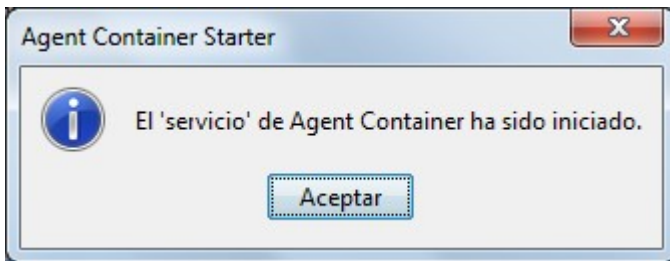 Agent Container Starter
El 'servicio' de Agent Container ha sido iniciado.
Aceptar